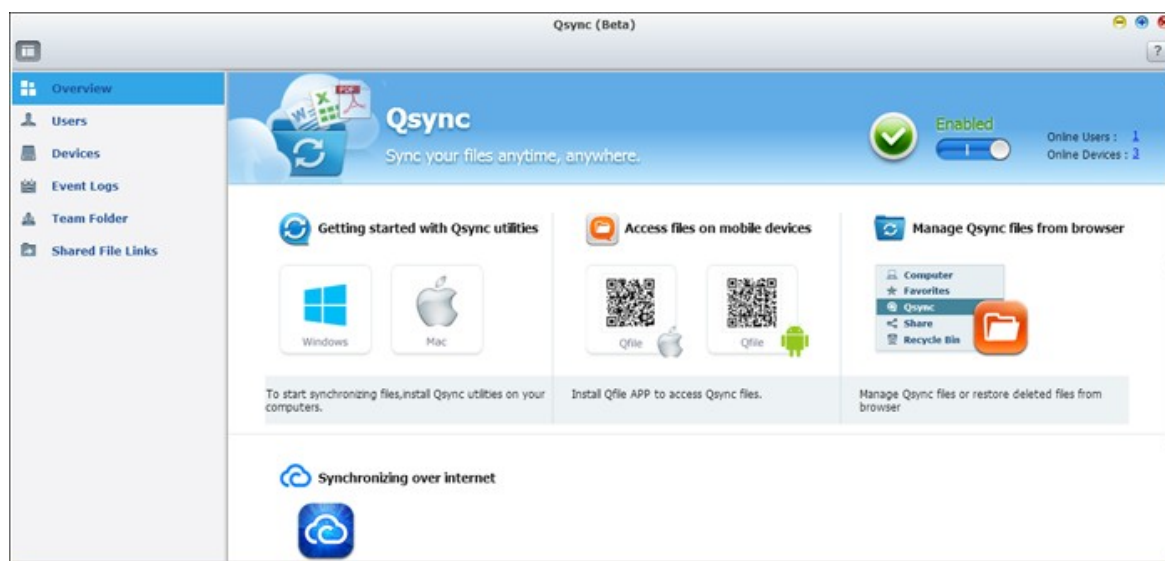 Qsync (Beta)
?
Overview
Users
Devices
Event Logs
Team Folder
Shared File Links
W
X
PDF
Qsync
Sync your files anytime, anywhere.
Enabled
Online Users : 1
Online Devices : 3
Getting started with Qsync utilities
Windows
Mac
To start synchronizing files,install Qsync utilities on your
computers.
Access files on mobile devices
Qfile
Qfile
Install Qfile APP to access Qsync files.
Manage Qsync files from browser
Computer
Favorites
Qsync
Share
Recycle Bin
Manage Qsync files or restore deleted files from
browser
Synchronizing over internet